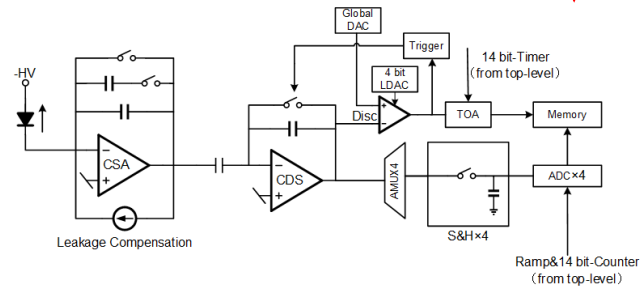 Global
DAC
Trigger
14 bit-Timer
(from top-level)
-HV
4 bit
LDAC
+
-
Disc
TOA
Memory
-
CSA
+
-
CDS
+
AMUX4
ADC×4
S&H×4
Leakage Compensation
Ramp&14 bit-Counter
(from top-level)